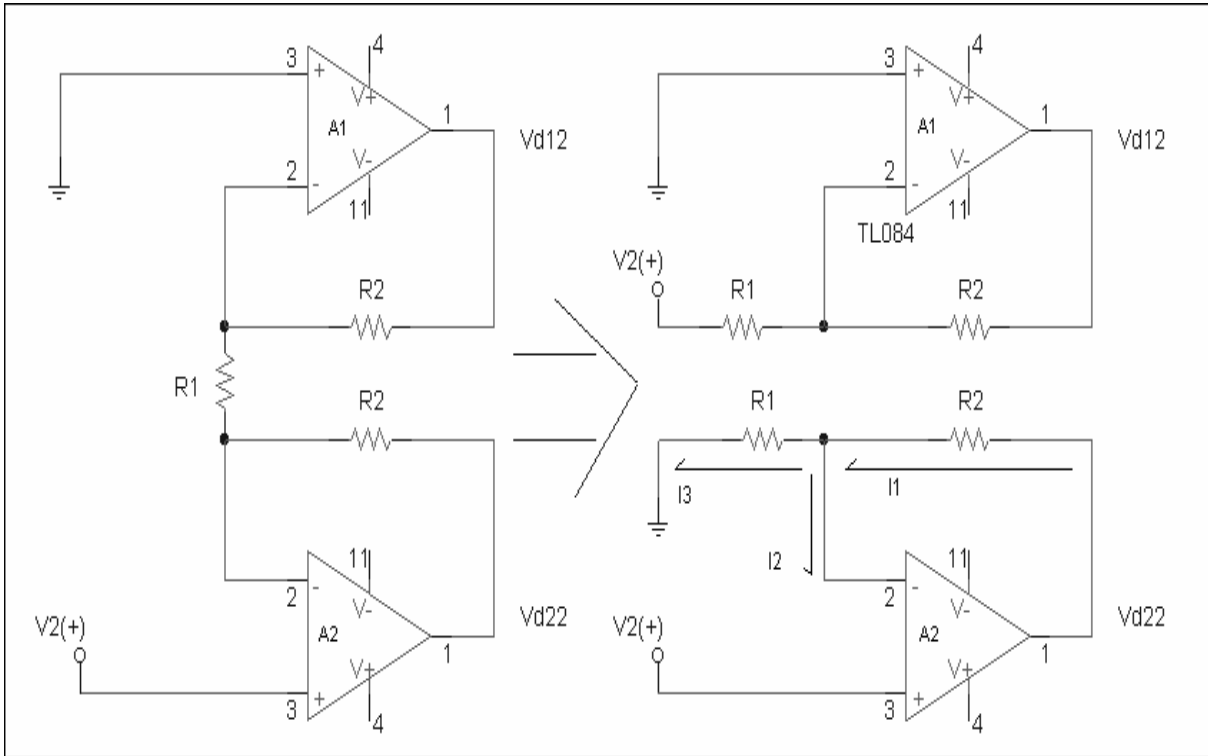 4
3
+
V+
A1
1
Vd12
V-
2
-
11
R2
R1
R2
11
2
-
V-
V2(+)
A2
Vd22
1
V+
3
+
4
4
3
+
V+
A1
1
Vd12
V-
2
-
11
TL084
V2(+)
R1
R2
R1
R2
I3
I1
I2
11
2
-
V-
V2(+)
A2
Vd22
1
V+
3
+
4